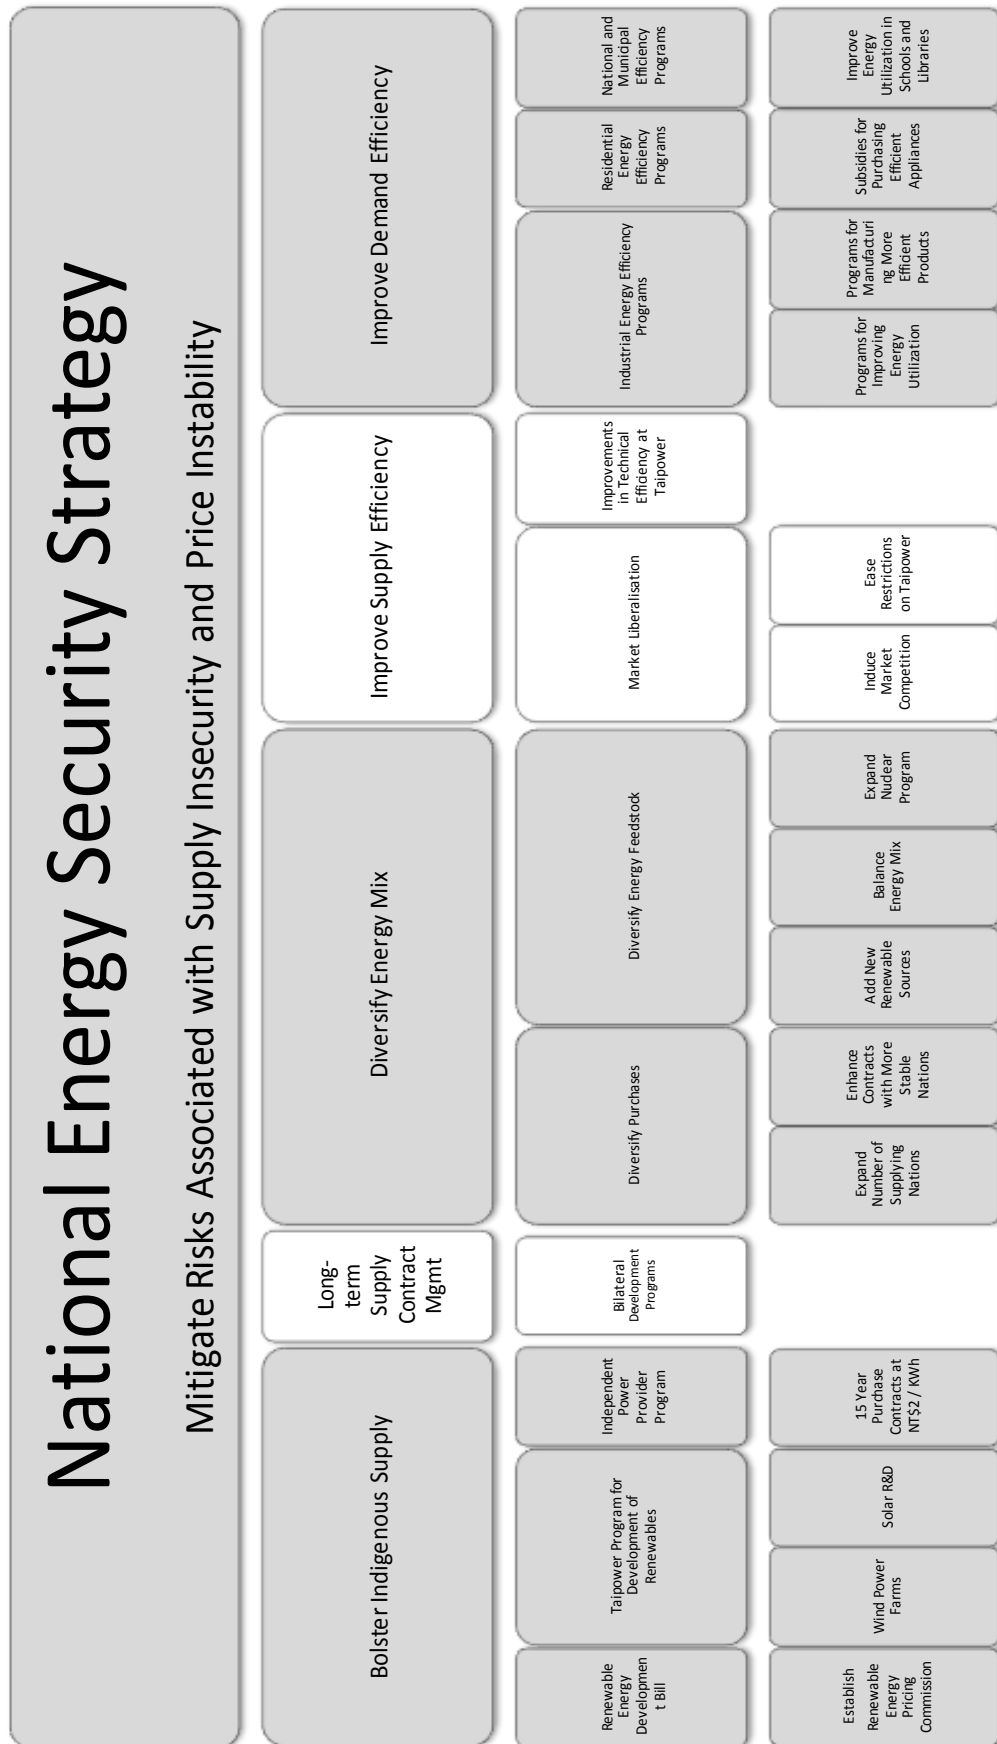 National Energy Security Strategy
Mitigate Risks Associated with Supply Insecurity and Price Instability
Bolster Indigenous Supply
Long-
term
Supply
Contract
Mgmt
Diversify Energy Mix
Improve Supply Efficiency
Improve Demand Efficiency
Renewable
Energy
Developmen
t Bill
Taipower Program for
Development of
Renewables
Independent
Power
Provider
Program
Bilateral
Development
Programs
Diversify Purchases
Diversify Energy Feedstock
Market Liberalisation
Improvements
in Technical
Efficiency at
Taipower
Industrial Energy Efficiency
Programs
Residential
Energy
Efficiency
Programs
National and
Municipal
Efficiency
Programs
Establish
Renewable
Energy
Pricing
Commission
Wind Power
Farms
Solar R&D
15 Year
Purchase
Contracts at
NT$2 / KWh
Expand
Number of
Supplying
Nations
Enhance
Contracts
with More
Stable
Nations
Add New
Renewable
Sources
Balance
Energy Mix
Expand
Nuclear
Program
Induce
Market
Competition
Ease
Restrictions
on Taipower
Programs for
Improving
Energy
Utilization
Programs for
Manufacturi
ng More
Efficient
Products
Subsidies for
Purchasing
Efficient
Appliances
Improve
Energy
Utilization in
Schools and
Libraries